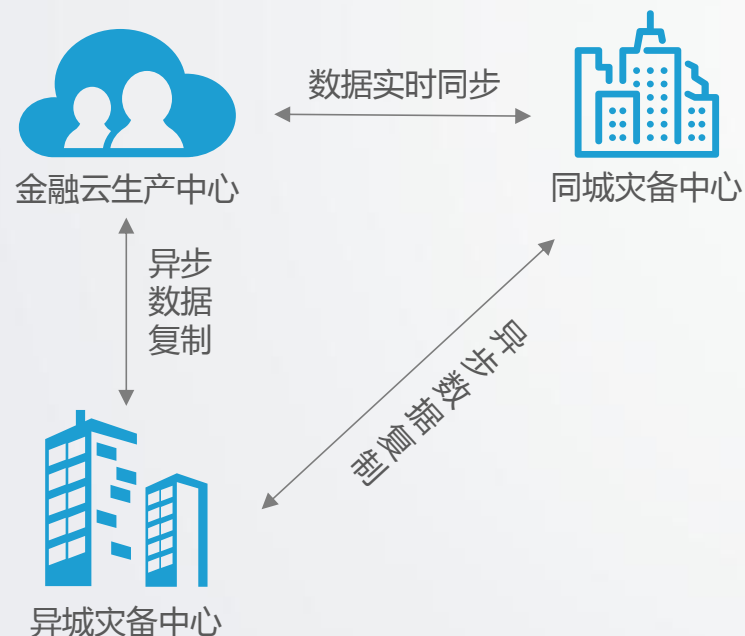 数据实时同步
金融云生产中心
同城灾备中心
异步
数据
复制
异步数据复制
异城灾备中心